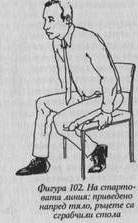 Фигура 102. На старто-
вата линия: приведено
напред тяло, ръцете са
сграбчили стола